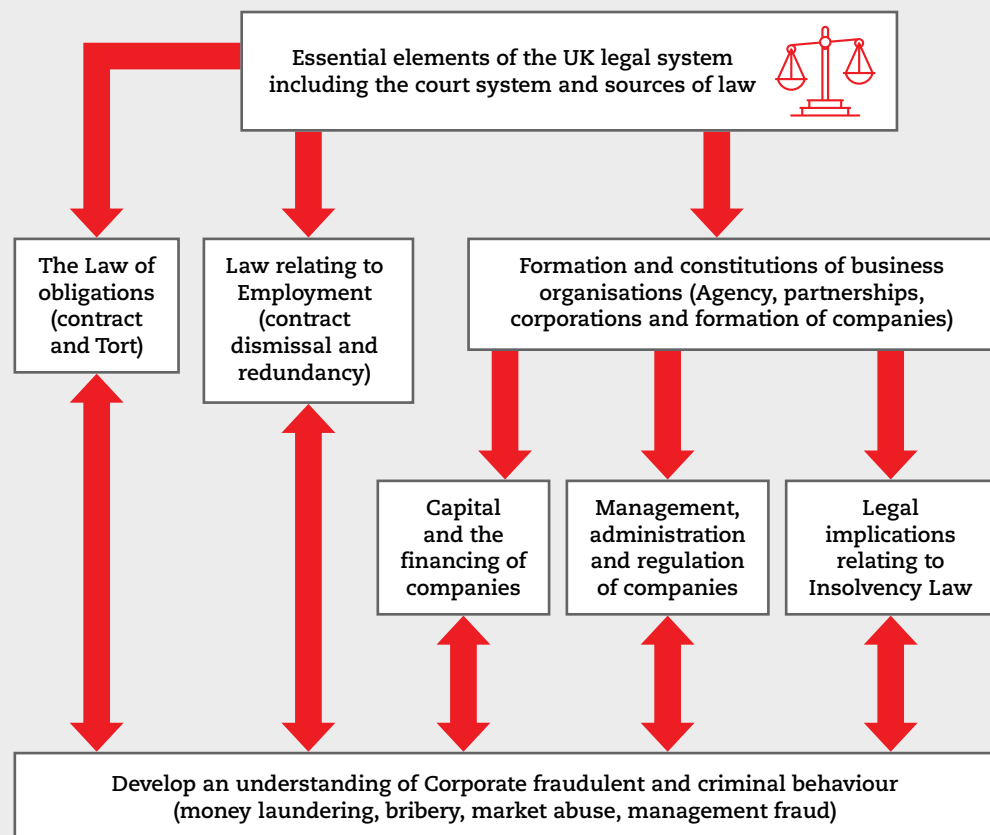 Essential elements of the UK legal system
including the court system and sources of law
The Law of
obligations
(contract
and Tort)
Law relating to
Employment
(contract
dismissal and
redundancy)
Formation and constitutions of business
organisations (Agency, partnerships,
corporations and formation of companies)
Capital
and the
financing of
companies
Management,
administration
and regulation
of companies
Legal
implications
relating to
Insolvency Law
Develop an understanding of Corporate fraudulent and criminal behaviour
(money laundering, bribery, market abuse, management fraud)